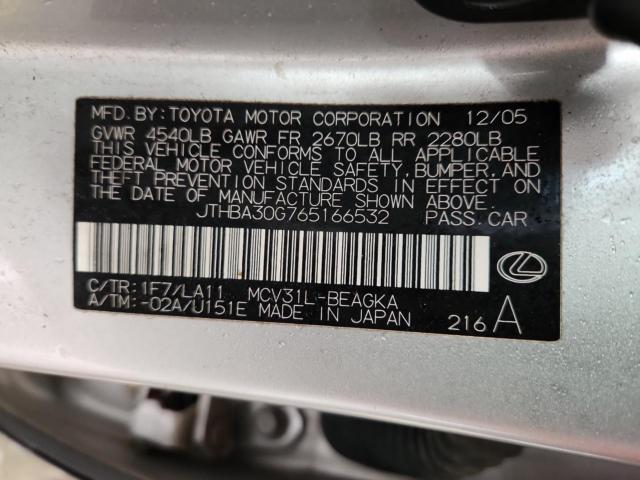 MFD. BY: TOYOTA MOTOR CORPORATION 12/05
GVWR 4540LB GAWR FR 2670LB RR 2280LB
THIS VEHICLE CONFORMS TO ALL APPLICABLE
FEDERAL MOTOR VEHICLE SAFETY, BUMPER, AND
THEFT PREVENTION STANDARDS IN EFFECT ON
THE DATE OF MANUFACTURE SHOWN ABOVE.
JTHBA30G765166532 PASS. CAR
C/TR: 1F7/LA11 MCV31L-BEAGKA
A/TM: -02A/U151E MADE IN JAPAN
216 A